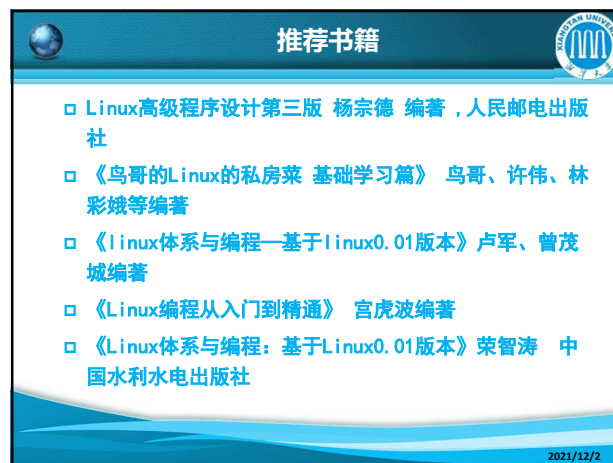 推荐书籍
XIANGTAN UNIVER
Linux高级程序设计第三版 杨宗德 编著 ,人民邮电出版
社
《鸟哥的Linux的私房菜 基础学习篇》 鸟哥、许伟、林
彩娥等编著
《linux体系与编程—基于linux0.01版本》卢军、曾茂
城编著
《Linux编程从入门到精通》 宫虎波编著
《Linux体系与编程：基于Linux0.01版本》荣智涛 中
国水利水电出版社
2021/12/2